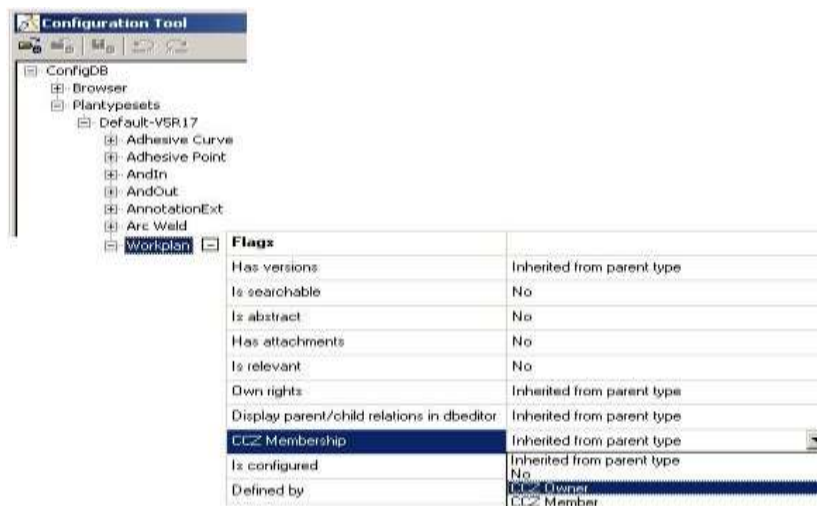 Configuration Tool
ConfigDB
Browser
Plantypesets
Default-V5R17
Adhesive Curve
Adhesive Point
AndIn
AndOut
AnnotationExt
Arc Weld
Workplan
Flags
Has versions Inherited from parent type
Is searchable No
Is abstract No
Has attachments No
Is relevant No
Own rights Inherited from parent type
Display parent/child relations in dbeditor Inherited from parent type
CCZ Membership Inherited from parent type
Is configured Inherited from parent type
No
Defined by CCZ Owner
CCZ Member